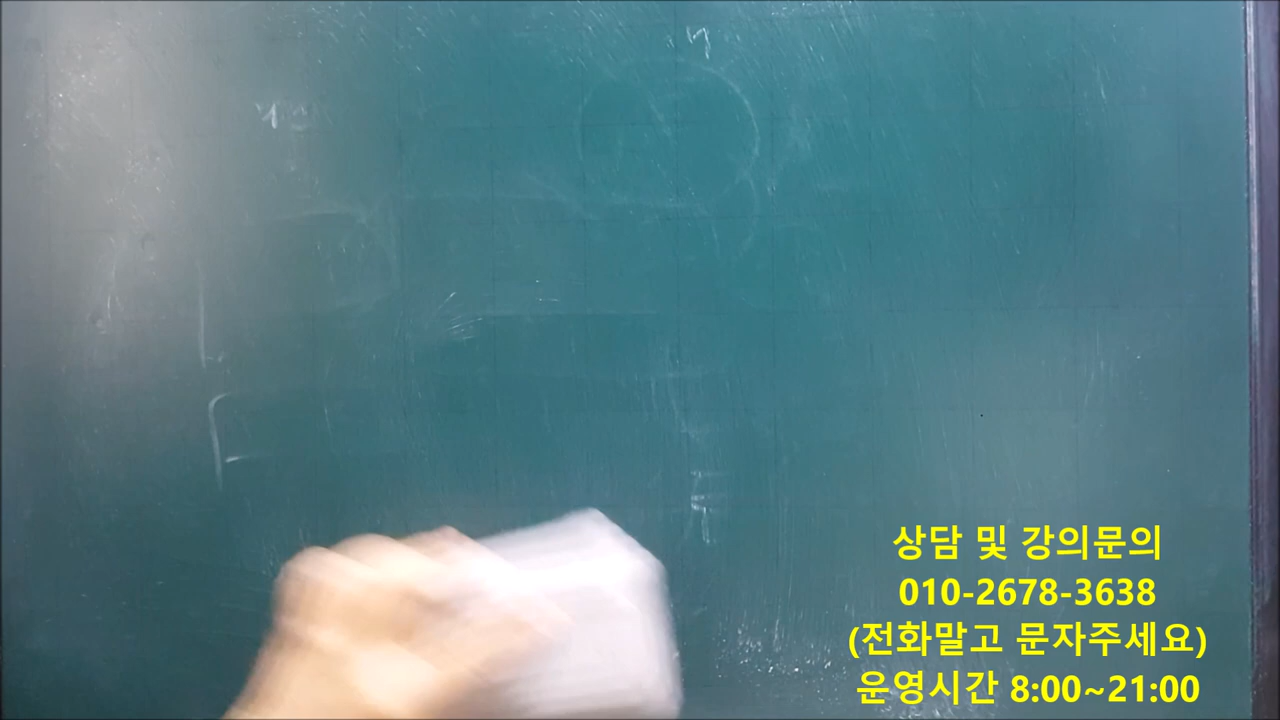 상담 및 강의문의
010-2678-3638
(전화말고 문자주세요)
운영시간 8:00~21:00